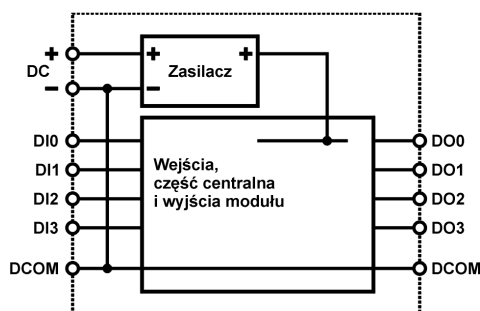 +
DC
−
+
+
−
Zasilacz
DI0
DI1
DI2
DI3
DCOM
Wejścia,
część centralna
i wyjścia modułu
DO0
DO1
DO2
DO3
DCOM